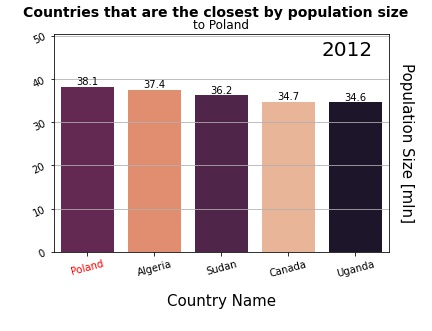 Countries that are the closest by population size
to Poland
2012
50
40
30
20
10
0
38.1
37.4
36.2
34.7
34.6
Poland
Algeria
Sudan
Canada
Uganda
Country Name
Population Size [mln]